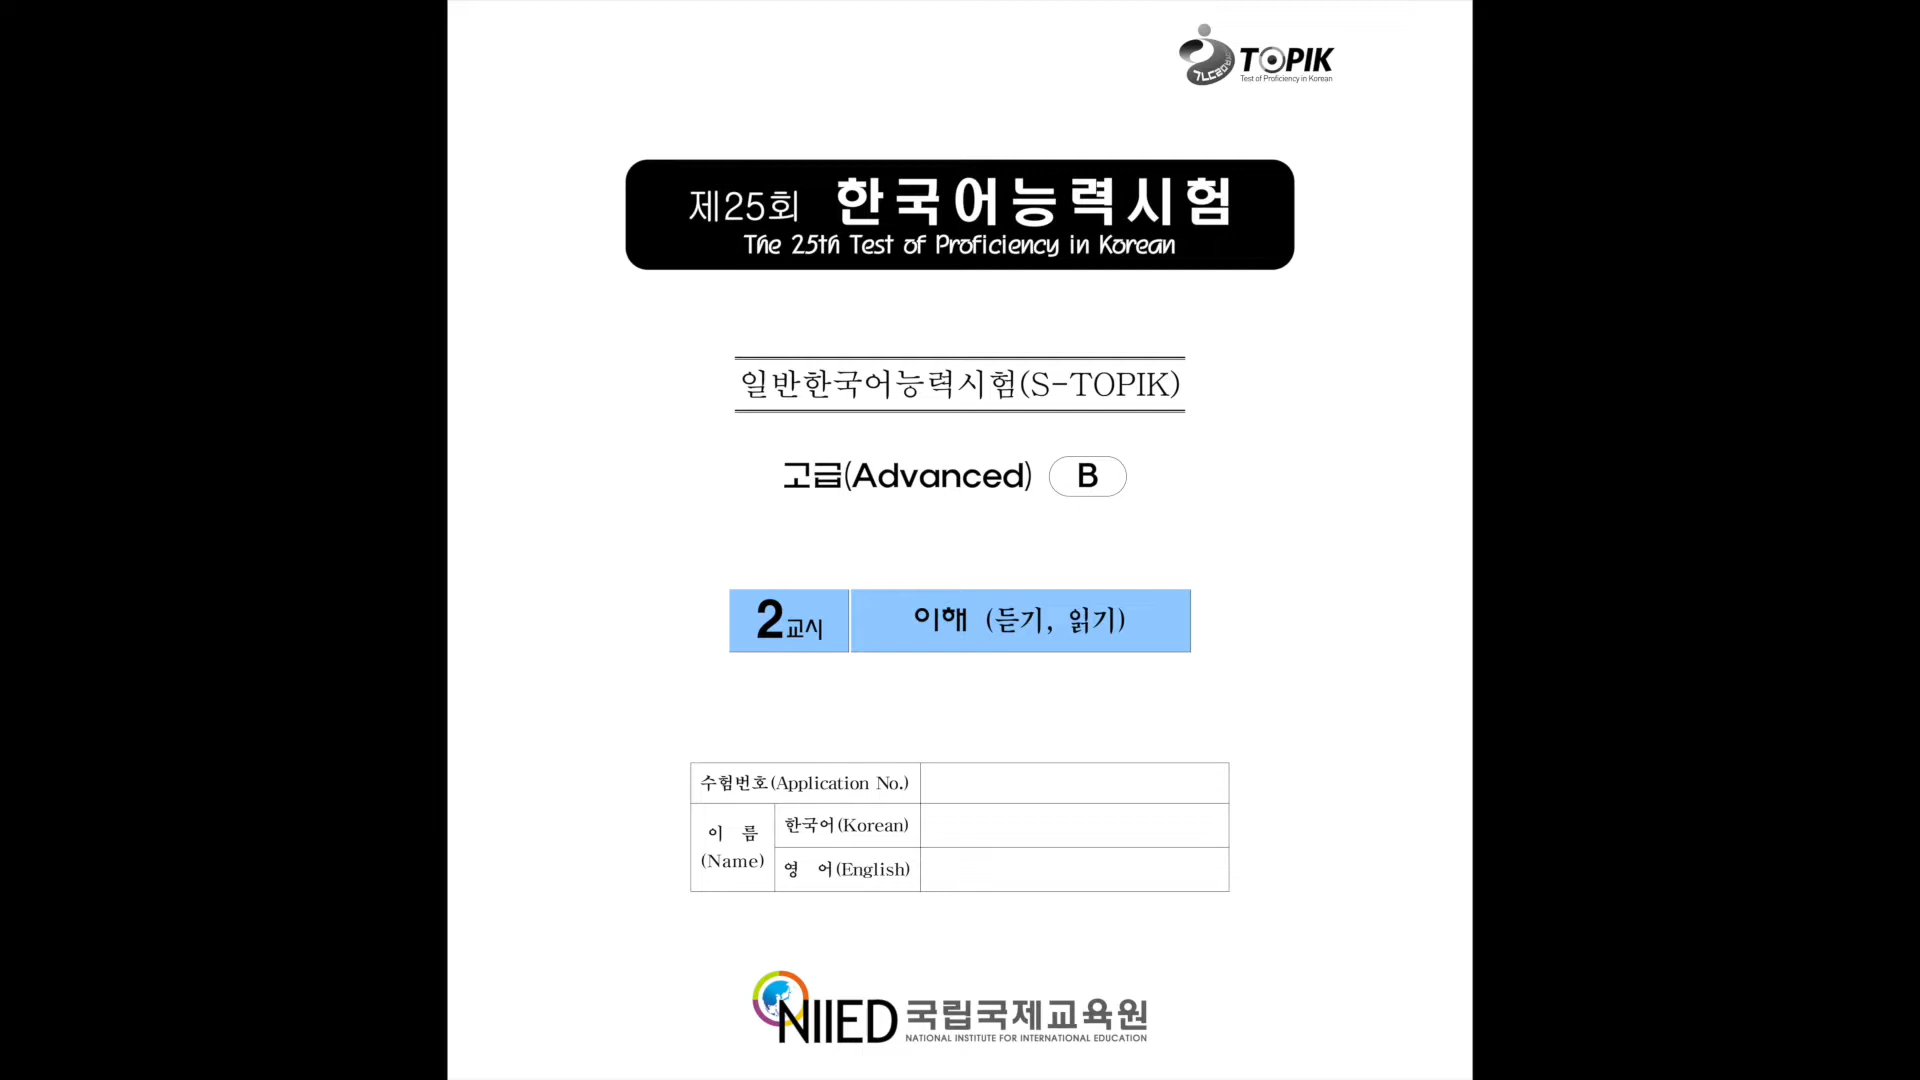 TOPIK
Test of Proficiency in Korean
제25회 한국어능력시험
The 25th Test of Proficiency in Korean
일반한국어능력시험(S-TOPIK)
고급(Advanced) B
2교시 이해 (듣기, 읽기)
수험번호(Application No.)
이 름
(Name)
한국어(Korean)
영 어(English)
NIIED 국립국제교육원
NATIONAL INSTITUTE FOR INTERNATIONAL EDUCATION